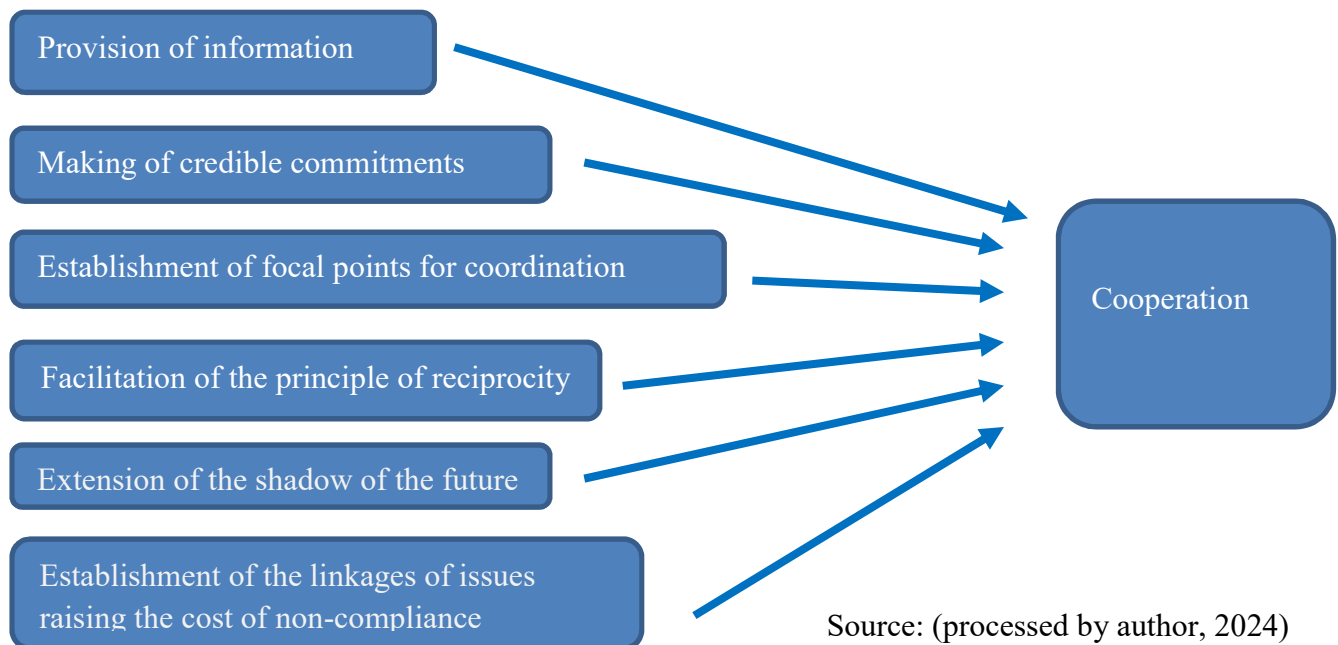 Provision of information
Making of credible commitments
Establishment of focal points for coordination
Cooperation
Facilitation of the principle of reciprocity
Extension of the shadow of the future
Establishment of the linkages of issues
raising the cost of non-compliance
Source: (processed by author, 2024)